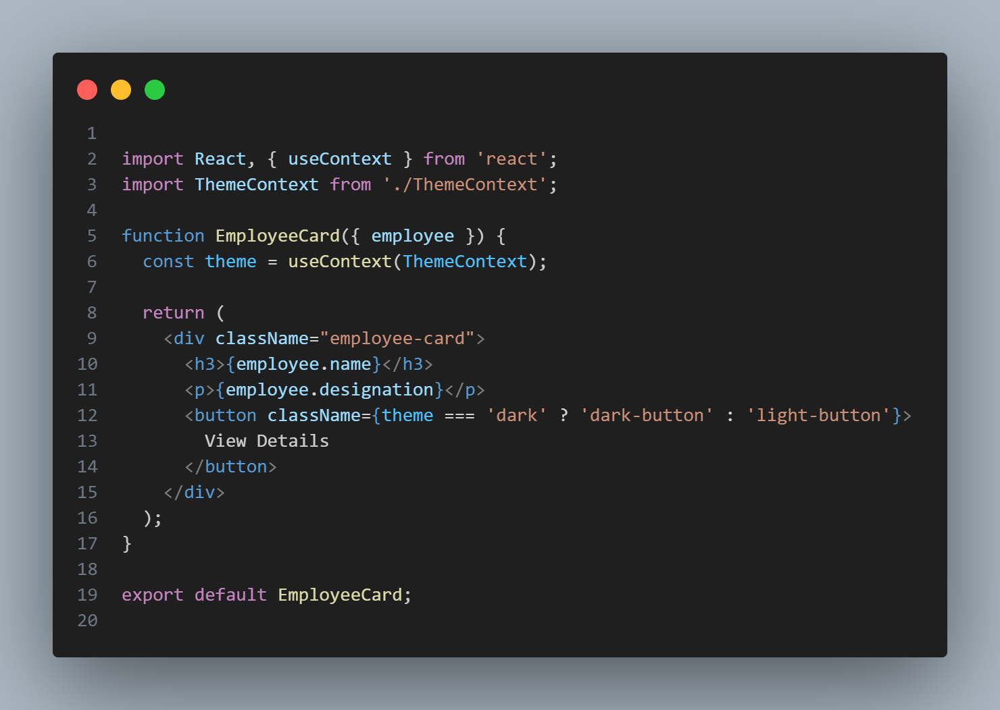 1
2 import React, { useContext } from 'react';
3 import ThemeContext from './ThemeContext';
4
5 function EmployeeCard({ employee }) {
6   const theme = useContext(ThemeContext);
7
8   return (
9     <div className="employee-card">
10       <h3>{employee.name}</h3>
11       <p>{employee.designation}</p>
12       <button className={theme === 'dark' ? 'dark-button' : 'light-button'}>
13         View Details
14       </button>
15     </div>
16   );
17 }
18
19 export default EmployeeCard;
20